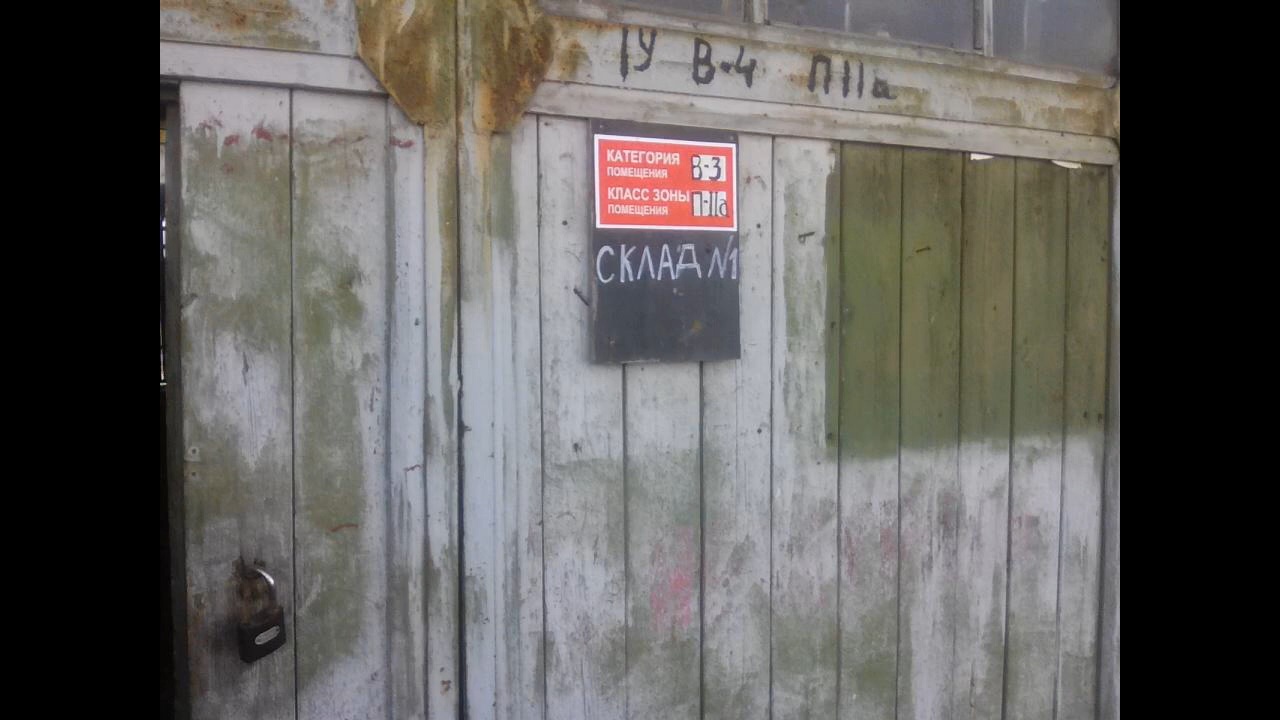 IУ В-4 ПIIа
КАТЕГОРИЯ В-3
ПОМЕЩЕНИЯ
КЛАСС ЗОНЫ П-IIа
ПОМЕЩЕНИЯ
СКЛАД №1